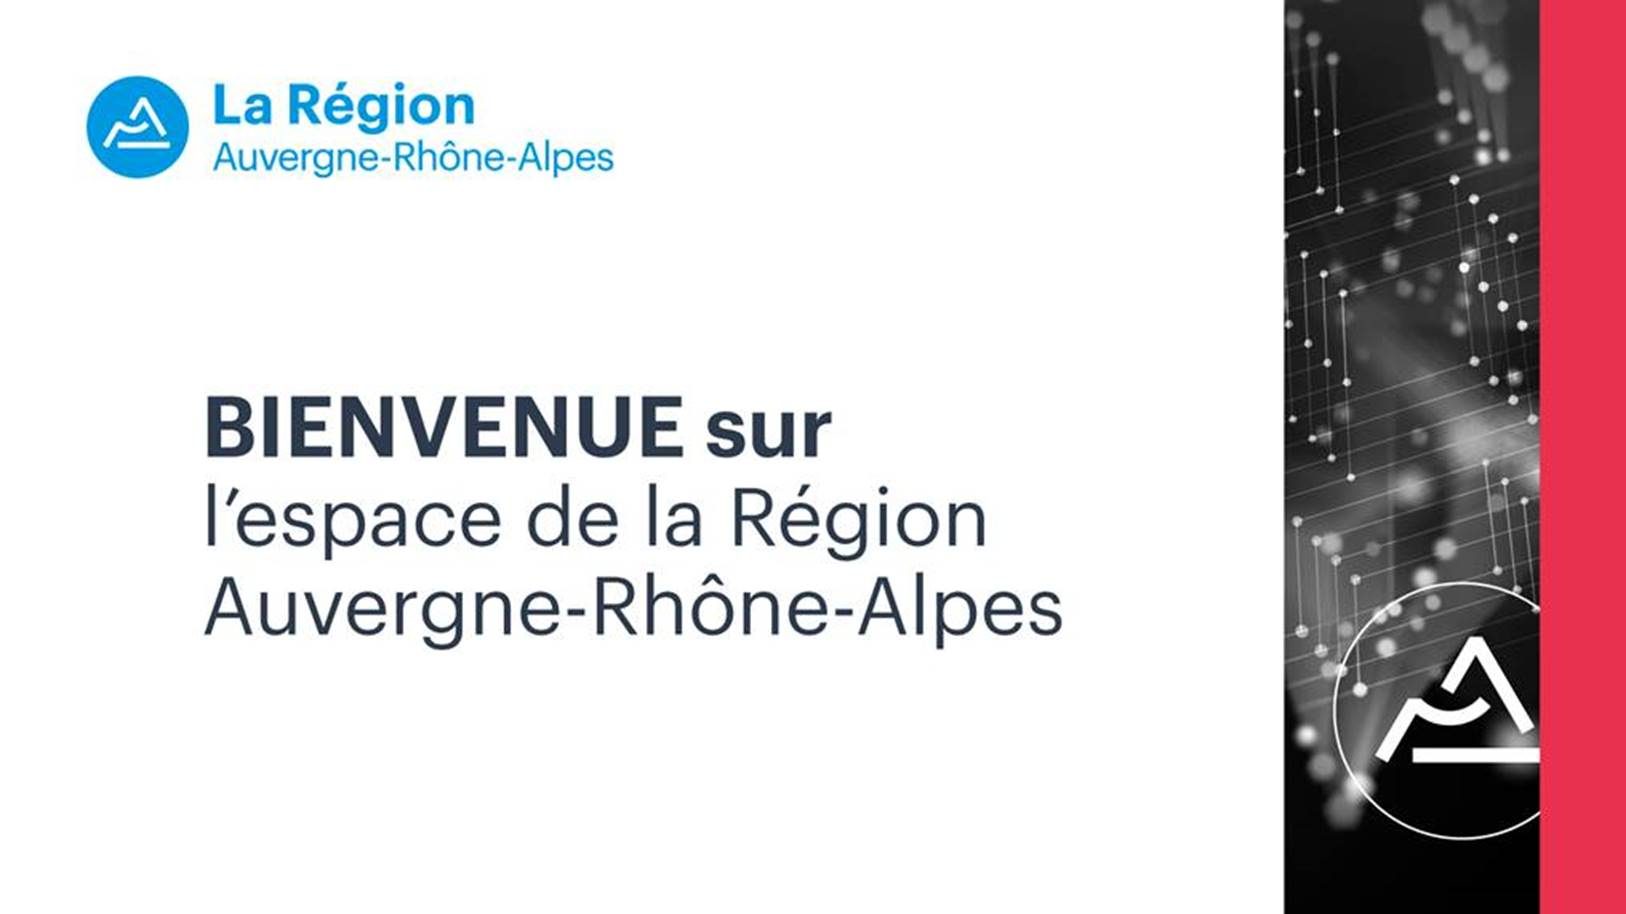 La Région
Auvergne-Rhône-Alpes
BIENVENUE sur
l’espace de la Région
Auvergne-Rhône-Alpes